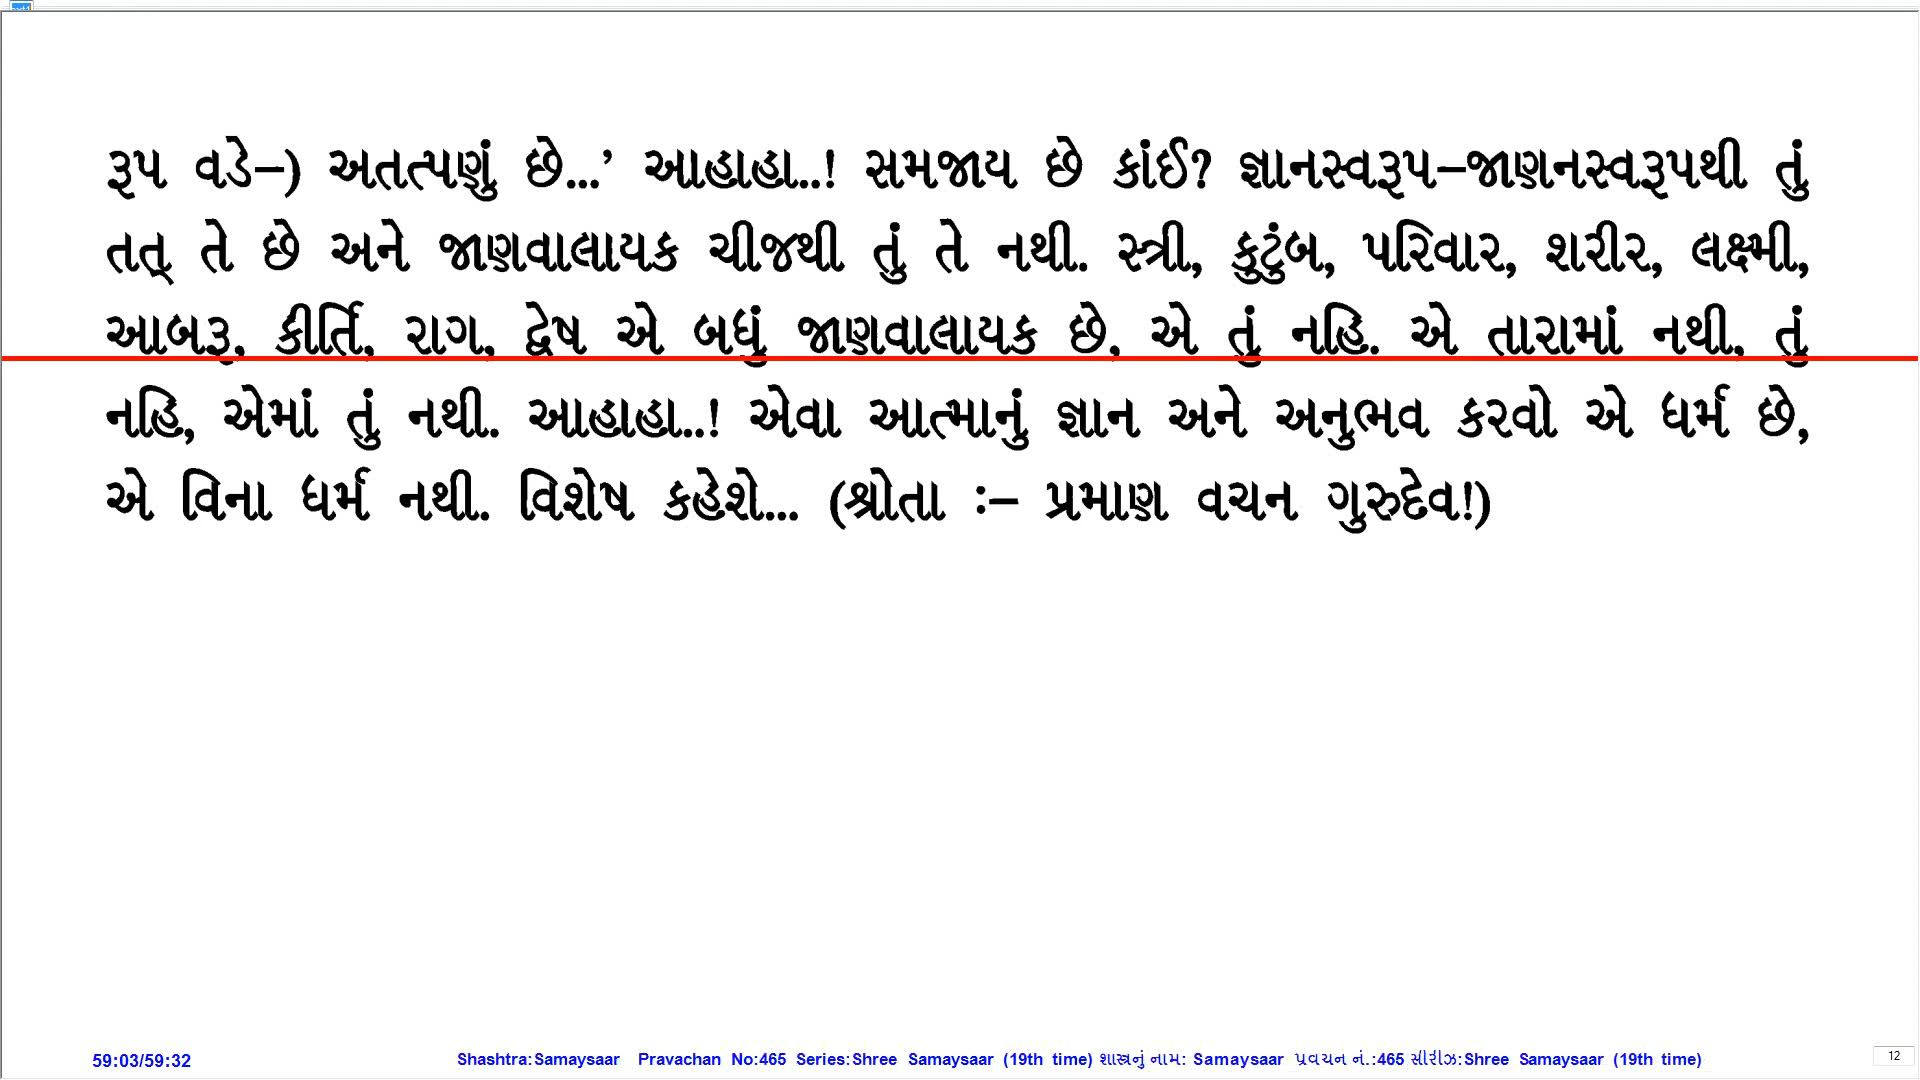 રૂપ વડે–) અતત્પણું છે...’ આહાહા..! સમજાય છે કાંઈ? જ્ઞાનસ્વરૂપ–જાણનસ્વરૂપથી તું
તત્ તે છે અને જાણવાલાયક ચીજથી તું તે નથી. સ્ત્રી, કુટુંબ, પરિવાર, શરીર, લક્ષ્મી,
આબરૂ, કીર્તિ, રાગ, દ્વેષ એ બધું જાણવાલાયક છે, એ તું નહિ. એ તારામાં નથી, તું
નહિ, એમાં તું નથી. આહાહા..! એવા આત્માનું જ્ઞાન અને અનુભવ કરવો એ ધર્મ છે,
એ વિના ધર્મ નથી. વિશેષ કહેશે... (શ્રોતા :– પ્રમાણ વચન ગુરુદેવ!)
59:03/59:32 Shashtra:Samaysaar Pravachan No:465 Series:Shree Samaysaar (19th time) શાસ્ત્રનું નામ: Samaysaar પ્રવચન નં.:465 સીરીઝ:Shree Samaysaar (19th time) 12